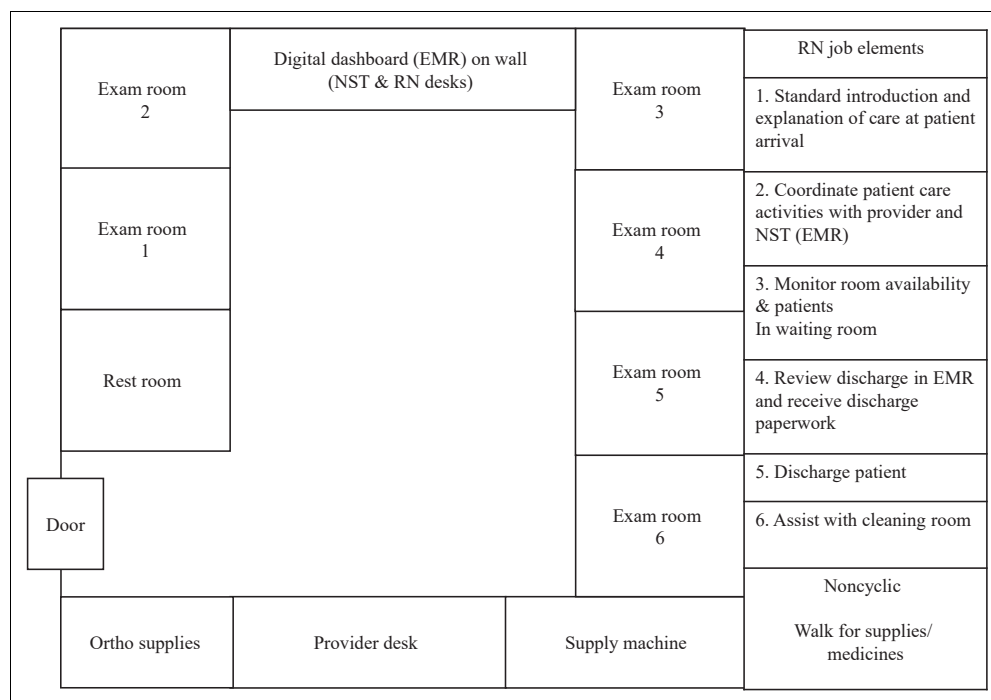 Exam room
2
Digital dashboard (EMR) on wall
(NST & RN desks)
Exam room
3
Exam room
1
Exam room
4
Rest room
Exam room
5
Door
Exam room
6
Ortho supplies
Provider desk
Supply machine
RN job elements
1. Standard introduction and
explanation of care at patient
arrival
2. Coordinate patient care
activities with provider and
NST (EMR)
3. Monitor room availability
& patients
In waiting room
4. Review discharge in EMR
and receive discharge
paperwork
5. Discharge patient
6. Assist with cleaning room
Noncyclic
Walk for supplies/
medicines